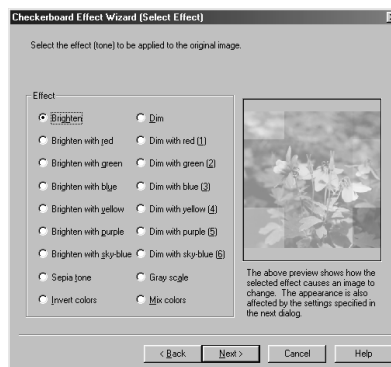 Checkerboard Effect Wizard (Select Effect)
Select the effect (tone) to be applied to the original image.
Effect
Brighten
Dim
Brighten with red
Dim with red (1)
Brighten with green
Dim with green (2)
Brighten with blue
Dim with blue (3)
Brighten with yellow
Dim with yellow (4)
Brighten with purple
Dim with purple (5)
Brighten with sky-blue
Dim with sky-blue (6)
Sepia tone
Gray scale
Invert colors
Mix colors
The above preview shows how the
selected effect causes an image to
change. The appearance is also
affected by the settings specified in
the next dialog.
< Back
Next >
Cancel
Help